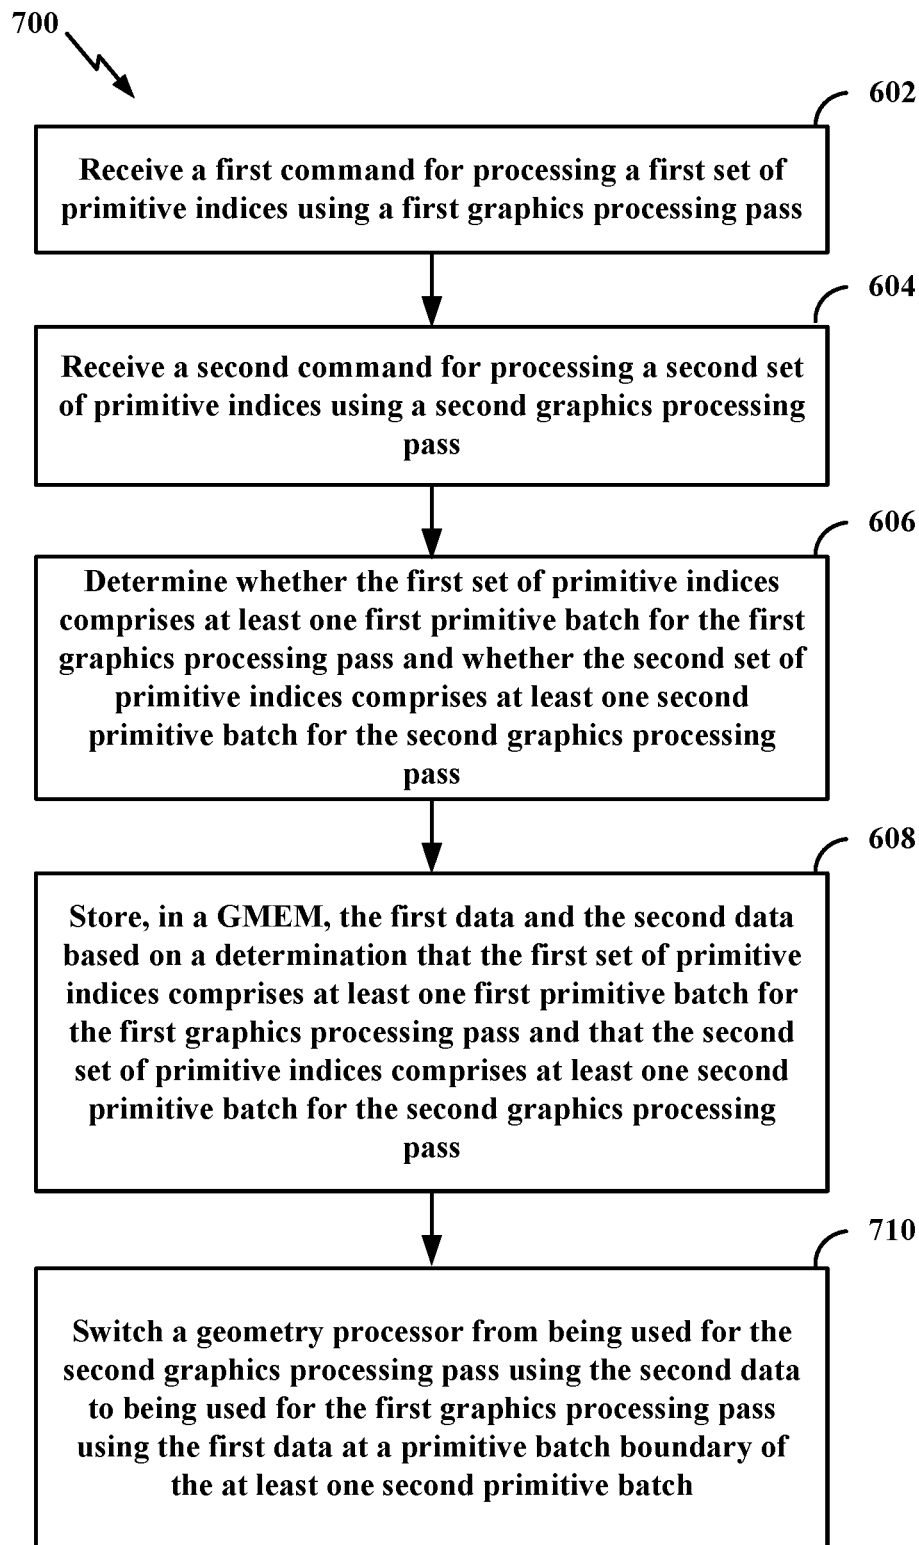 700
602
Receive a first command for processing a first set of
primitive indices using a first graphics processing pass
604
Receive a second command for processing a second set
of primitive indices using a second graphics processing
pass
606
Determine whether the first set of primitive indices
comprises at least one first primitive batch for the first
graphics processing pass and whether the second set of
primitive indices comprises at least one second
primitive batch for the second graphics processing
pass
608
Store, in a GMEM, the first data and the second data
based on a determination that the first set of primitive
indices comprises at least one first primitive batch for
the first graphics processing pass and that the second
set of primitive indices comprises at least one second
primitive batch for the second graphics processing
pass
710
Switch a geometry processor from being used for the
second graphics processing pass using the second data
to being used for the first graphics processing pass
using the first data at a primitive batch boundary of
the at least one second primitive batch